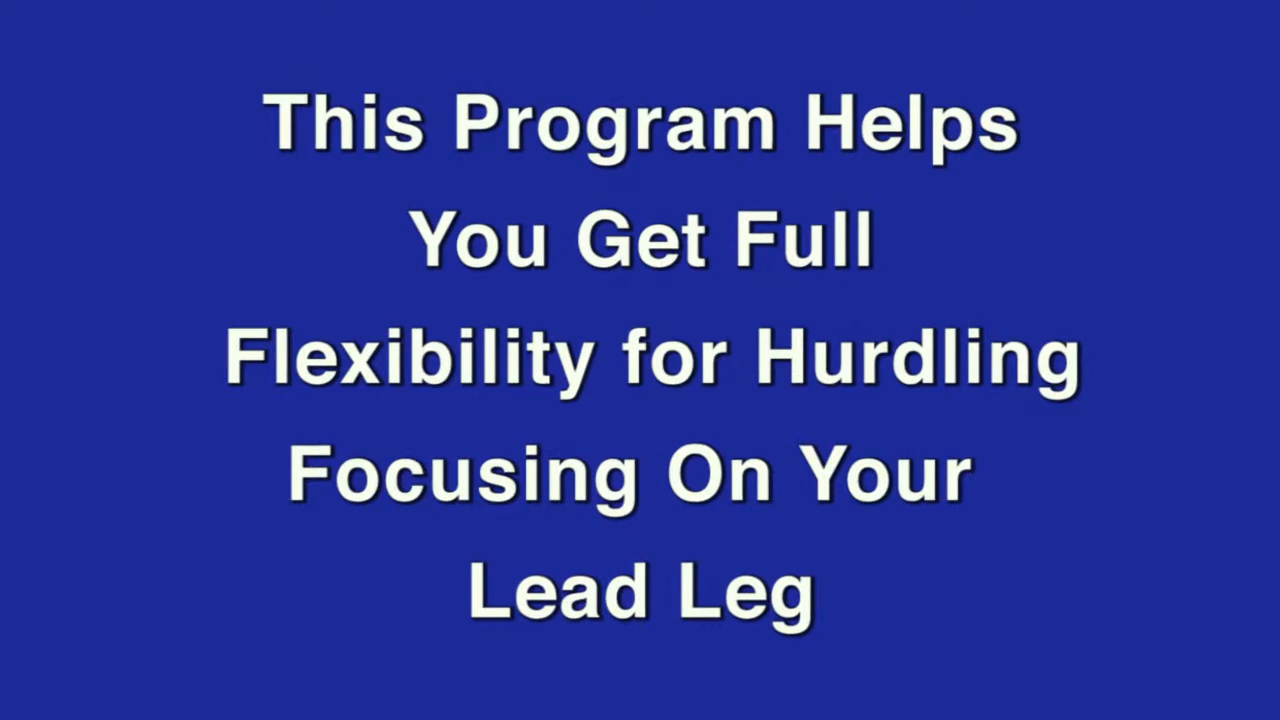 This Program Helps
You Get Full
Flexibility for Hurdling
Focusing On Your
Lead Leg